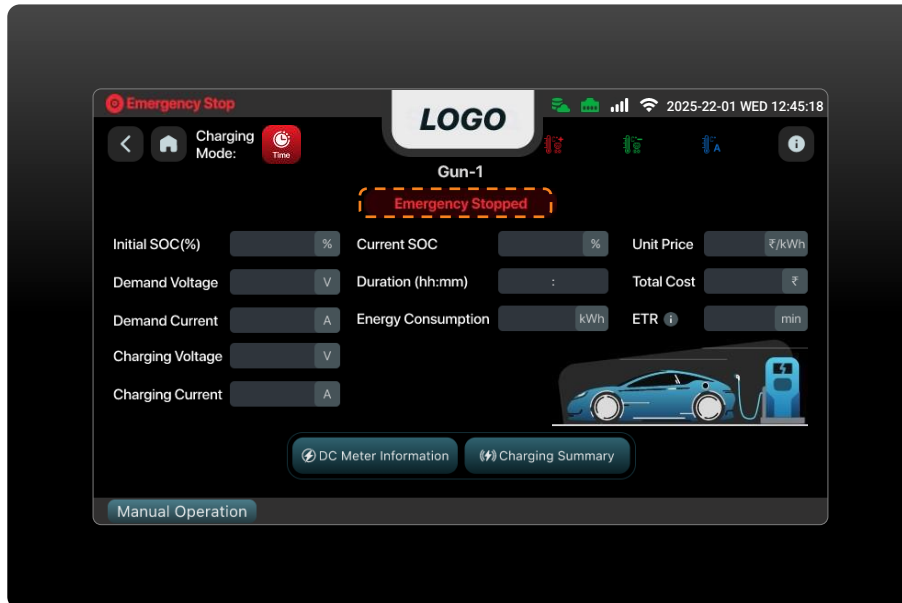 Emergency Stop
LOGO
2025-22-01 WED 12:45:18
Charging Mode:
Time
A
Gun-1
Emergency Stopped
Initial SOC(%) %
Current SOC %
Unit Price ₹/kWh
Demand Voltage V
Duration (hh:mm) :
Total Cost ₹
Demand Current A
Energy Consumption kWh
ETR min
Charging Voltage V
Charging Current A
DC Meter Information
Charging Summary
Manual Operation